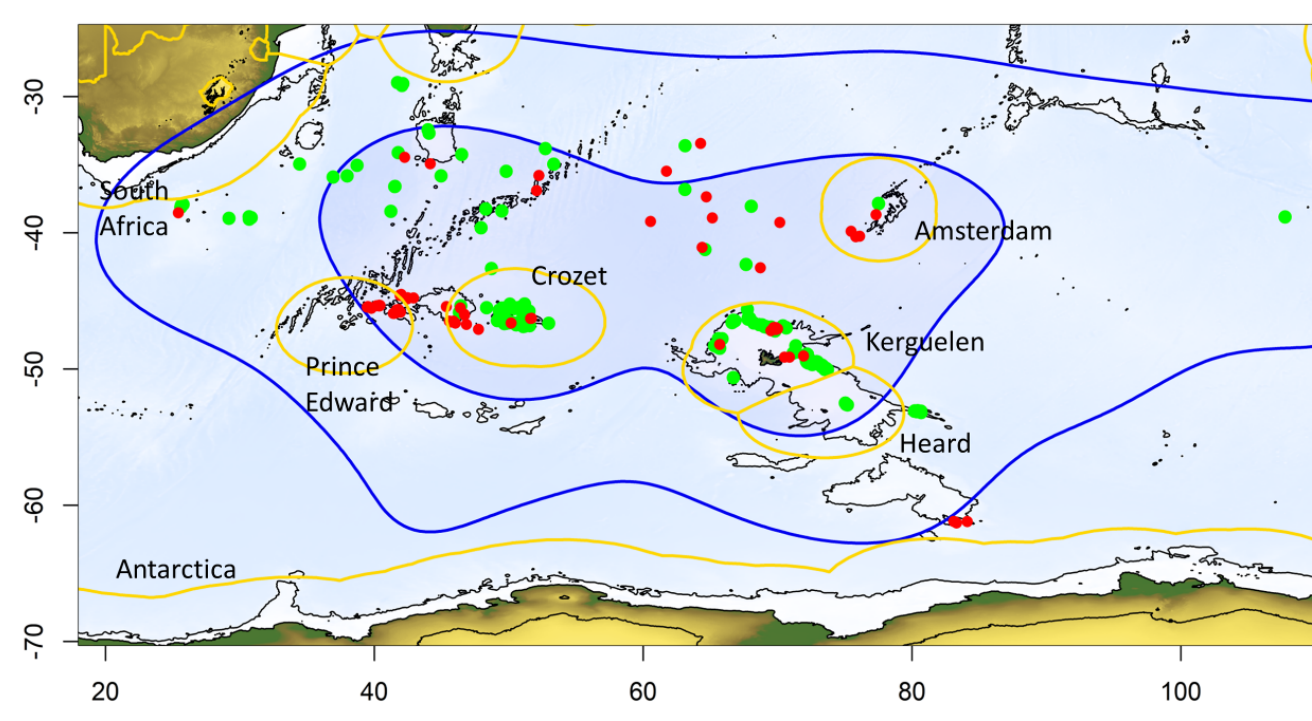 -30
-40
-50
-60
-70
South
Africa
Amsterdam
Crozet
Kerguelen
Prince
Edward
Heard
Antarctica
20
40
60
80
100